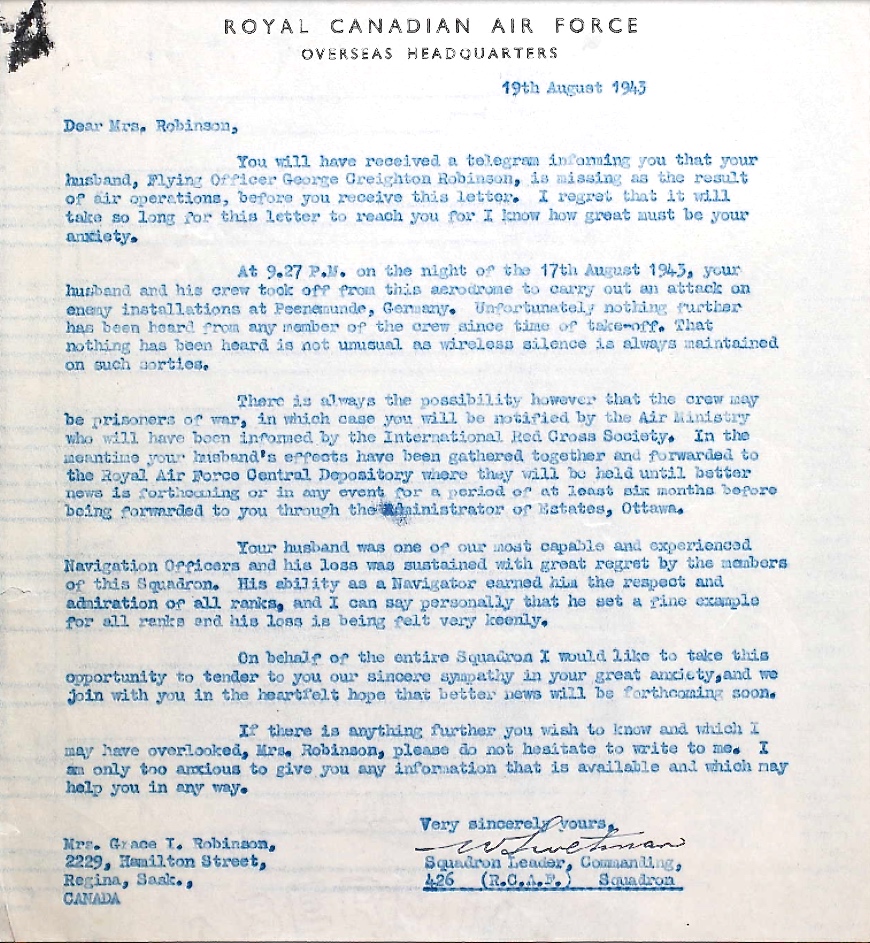 ROYAL CANADIAN AIR FORCE
OVERSEAS HEADQUARTERS
19th August 1943
Dear Mrs. Robinson,
You will have received a telegram informing you that your
husband, Flying Officer George Creighton Robinson, is missing as the result
of air operations, before you receive this letter. I regret that it will
take so long for this letter to reach you for I know how great must be your
anxiety.
At 9.27 P.M. on the night of the 17th August 1943, your
husband and his crew took off from this aerodrome to carry out an attack on
enemy installations at Peenemunde, Germany. Unfortunately nothing further
has been heard from any member of the crew since time of take-off. That
nothing has been heard is not unusual as wireless silence is always maintained
on such sorties.
There is always the possibility however that the crew may
be prisoners of war, in which case you will be notified by the Air Ministry
who will have been informed by the International Red Cross Society. In the
meantime your husband's effects have been gathered together and forwarded to
the Royal Air Force Central Depository where they will be held until better
news is forthcoming or in any event for a period of at least six months before
being forwarded to you through the Administrator of Estates, Ottawa.
Your husband was one of our most capable and experienced
Navigation Officers and his loss was sustained with great regret by the members
of this Squadron. His ability as a Navigator earned him the respect and
admiration of all ranks, and I can say personally that he set a fine example
for all ranks and his loss is being felt very keenly.
On behalf of the entire Squadron I would like to take this
opportunity to tender to you our sincere sympathy in your great anxiety,and we
join with you in the heartfelt hope that better news will be forthcoming soon.
If there is anything further you wish to know and which I
may have overlooked, Mrs. Robinson, please do not hesitate to write to me. I
am only too anxious to give you any information that is available and which may
help you in any way.
Very sincerely yours,
W Swetman
Squadron Leader, Commanding,
426 (R.C.A.F.) Squadron
Mrs. Grace I. Robinson,
2229, Hamilton Street,
Regina, Sask.,
CANADA